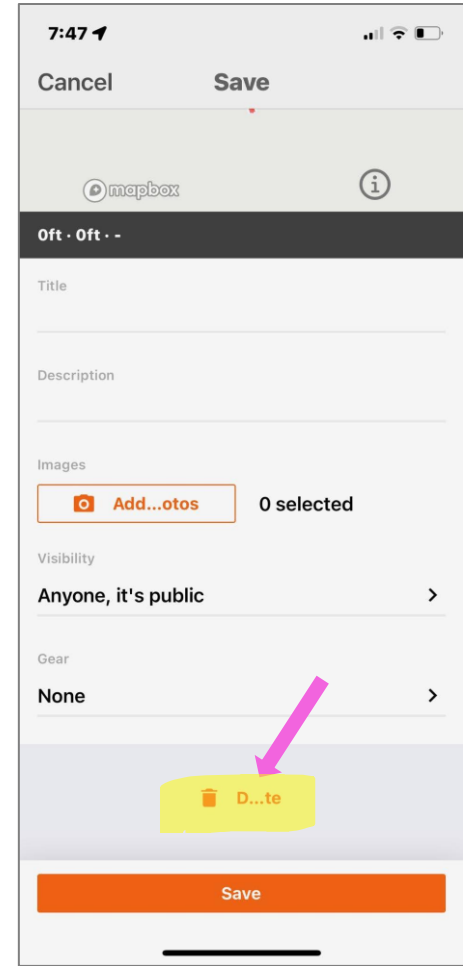 7:47
Cancel Save
mapbox
0ft · 0ft · -
Title
Description
Images
Add...otos 0 selected
Visibility
Anyone, it's public
Gear
None
D...te
Save